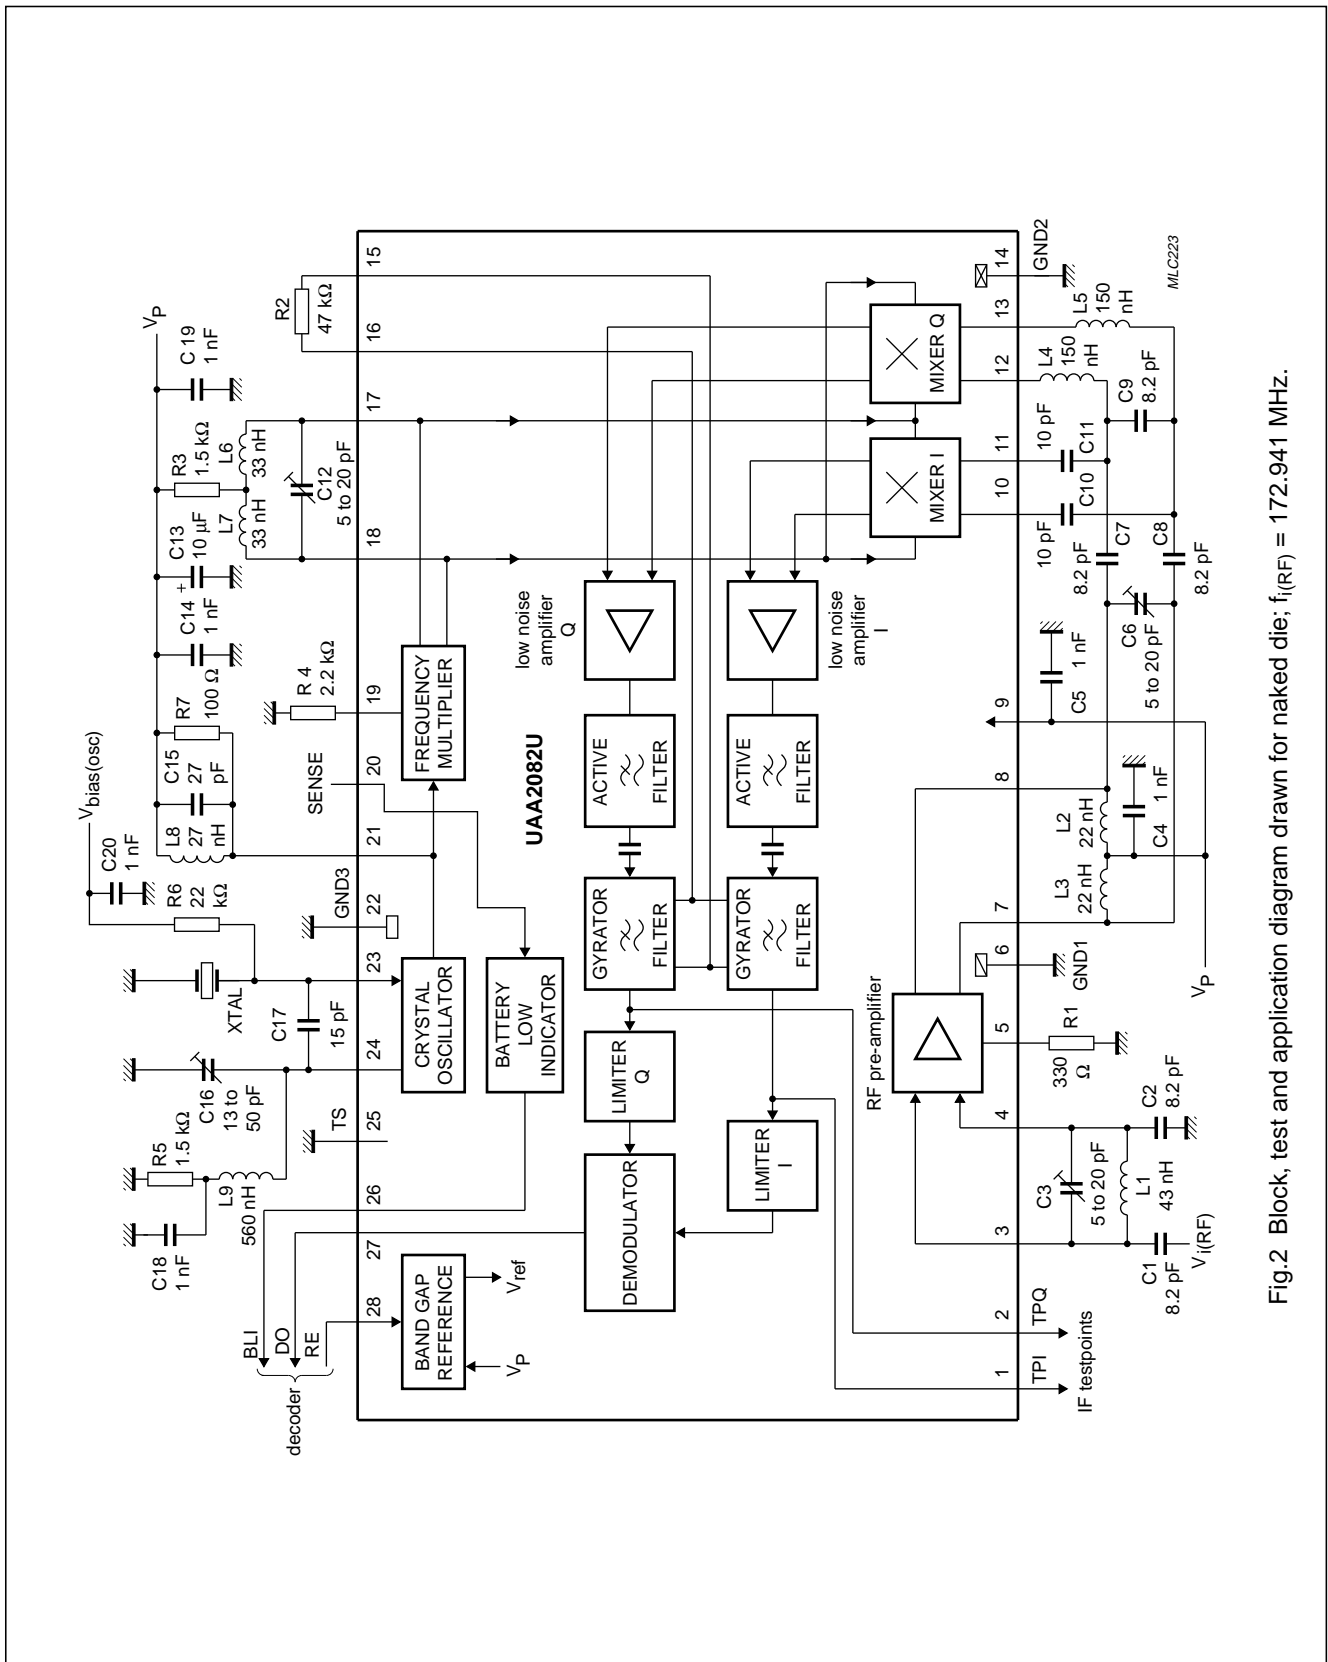 V_P
C 19
1 nF
R3
1.5 kΩ
L6
33 nH
L7
33 nH
C12
5 to 20 pF
C13
10 µF
+
C14
1 nF
R7
100 Ω
C15
27
pF
L8
27
nH
V_bias(osc)
C20
1 nF
R6
22
kΩ
XTAL
C17
15 pF
C16
13 to
50 pF
R5
1.5 kΩ
L9
560 nH
C18
1 nF
R2
47 kΩ
R 4
2.2 kΩ
SENSE
GND3
TS
BLI
DO
RE
decoder
28
27
26
25
24
23
22
21
20
19
18
17
16
15
BAND GAP
REFERENCE
V_P
V_ref
CRYSTAL
OSCILLATOR
BATTERY
LOW
INDICATOR
FREQUENCY
MULTIPLIER
UAA2082U
DEMODULATOR
LIMITER
Q
LIMITER
I
GYRATOR
FILTER
GYRATOR
FILTER
ACTIVE
FILTER
ACTIVE
FILTER
low noise
amplifier
Q
low noise
amplifier
I
MIXER I
MIXER Q
RF pre-amplifier
1
2
3
4
5
6
7
8
9
10
11
12
13
14
TPI
TPQ
IF testpoints
C1
8.2 pF
V_i(RF)
C3
5 to 20 pF
L1
43 nH
C2
8.2 pF
R1
330
Ω
GND1
V_P
L3
22 nH
L2
22 nH
C4
1 nF
C5
1 nF
C6
5 to 20 pF
8.2 pF
C7
C8
8.2 pF
10 pF
C10
10 pF
C11
C9
8.2 pF
L4
150
nH
L5
150
nH
GND2
MLC223
Fig.2 Block, test and application diagram drawn for naked die; f_i(RF) = 172.941 MHz.